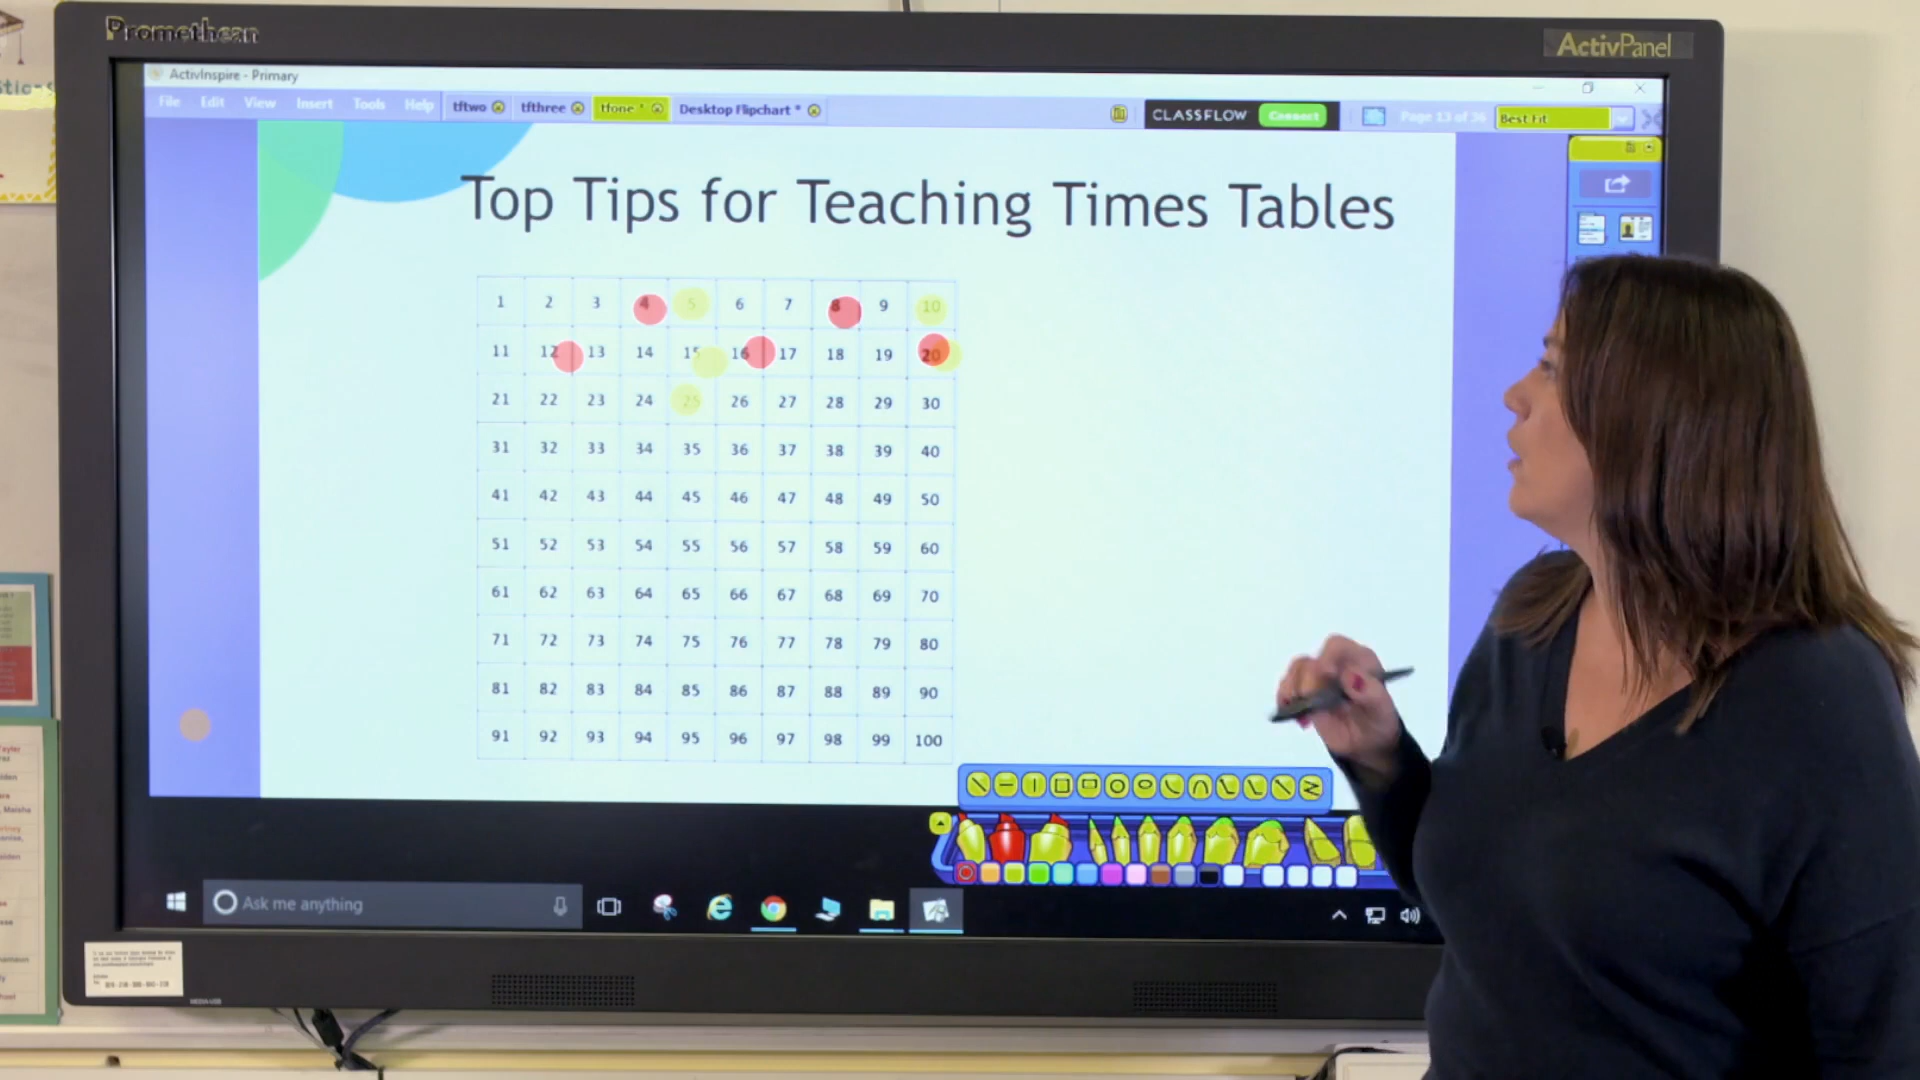 Promethean
ActivPanel
ActivInspire - Primary
File Edit View Insert Tools Help tftwo tfthree tfone * Desktop Flipchart * CLASSFLOW Connect Page 13 of 36 Best Fit
Top Tips for Teaching Times Tables
1 2 3 4 5 6 7 8 9 10
11 12 13 14 15 16 17 18 19 20
21 22 23 24 25 26 27 28 29 30
31 32 33 34 35 36 37 38 39 40
41 42 43 44 45 46 47 48 49 50
51 52 53 54 55 56 57 58 59 60
61 62 63 64 65 66 67 68 69 70
71 72 73 74 75 76 77 78 79 80
81 82 83 84 85 86 87 88 89 90
91 92 93 94 95 96 97 98 99 100
Ask me anything